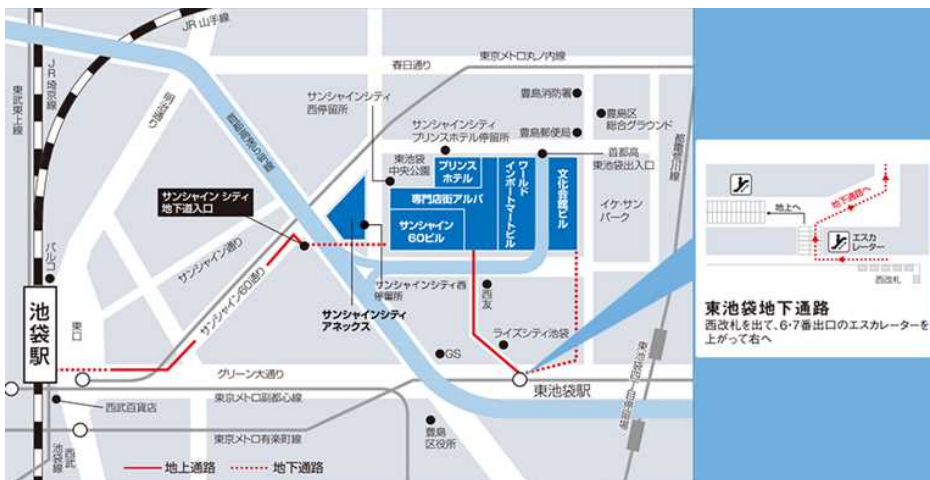 JR山手線
JR埼京線
東武東上線
明治通り
春日通り
東京メトロ丸ノ内線
サンシャインシティ
西停留所
豊島消防署
豊島区
総合グラウンド
サンシャインシティ
プリンスホテル停留所
豊島郵便局
首都高
東池袋出入口
都電荒川線
東池袋
中央公園
プリンス
ホテル
ワールド
インポートマートビル
文化会館ビル
専門店街アルパ
サンシャイン
60ビル
イケ・サン
パーク
サンシャイン シティ
地下道入口
サンシャイン通り
サンシャイン60通り
パルコ
池袋駅
東口
サンシャインシティ西
停留所
サンシャインシティ
アネックス
西友
ライズシティ池袋
GS
グリーン大通り
東池袋駅
東京メトロ副都心線
西武百貨店
東京メトロ有楽町線
豊島
区役所
西武
池袋線
地上通路
地下通路
地下通路へ
地上へ
エスカ
レーター
西改札
東池袋地下通路
西改札を出て、6・7番出口のエスカレーターを
上がって右へ